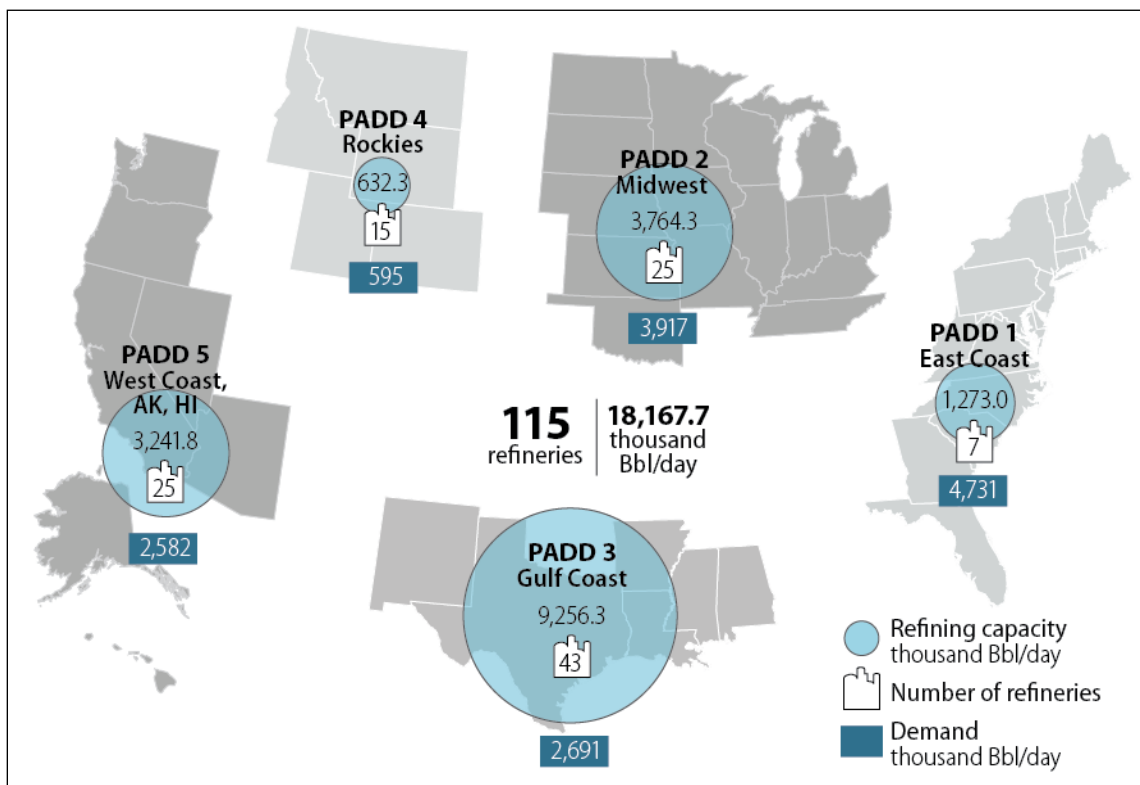 PADD 4
Rockies
632.3
15
595
PADD 2
Midwest
3,764.3
25
3,917
PADD 1
East Coast
1,273.0
7
4,731
PADD 5
West Coast,
AK, HI
3,241.8
25
2,582
115
refineries
18,167.7
thousand
Bbl/day
PADD 3
Gulf Coast
9,256.3
43
2,691
Refining capacity
thousand Bbl/day
Number of refineries
Demand
thousand Bbl/day